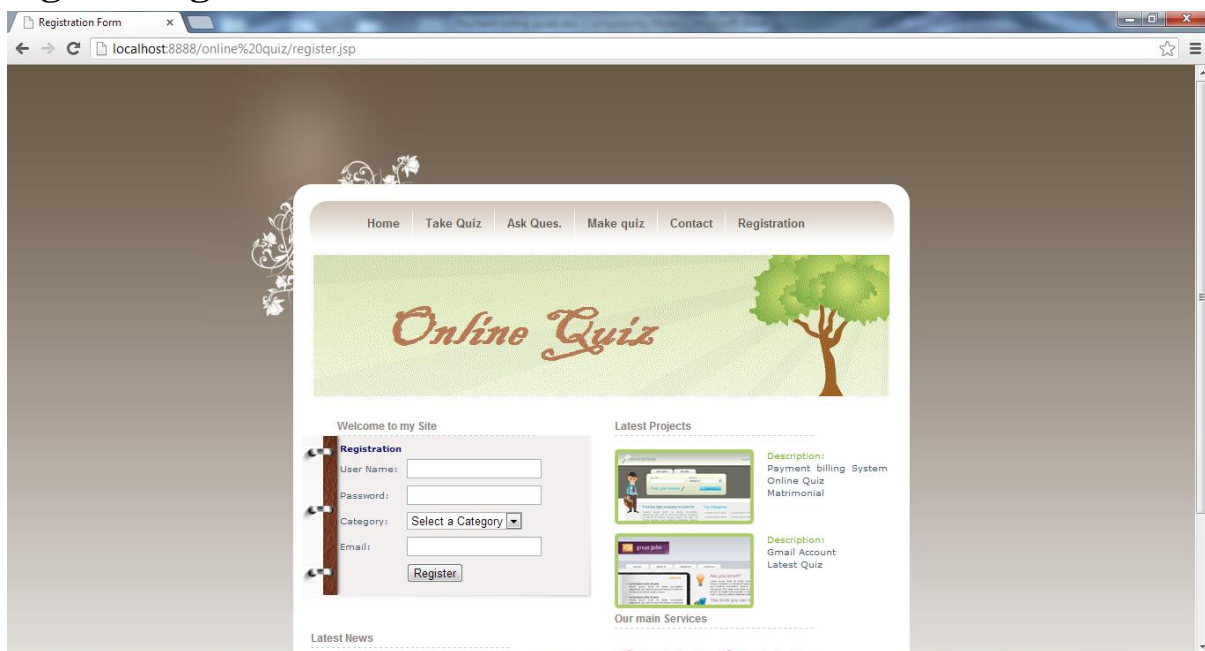 Registration Form
localhost:8888/online%20quiz/register.jsp
Home Take Quiz Ask Ques. Make quiz Contact Registration
Online Quiz
Welcome to my Site
Registration
User Name:
Password:
Category: Select a Category
Email:
Register
Latest News
Latest Projects
Description:
Payment billing System
Online Quiz
Matrimonial
great jobs
Description:
Gmail Account
Latest Quiz
Our main Services